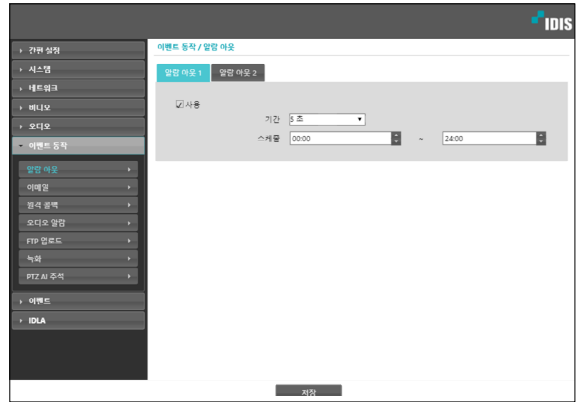 IDIS
간편 설정
시스템
네트워크
비디오
오디오
이벤트 동작
알람 아웃
이메일
원격 콜백
오디오 알람
FTP 업로드
녹화
PTZ AI 추적
이벤트
IDLA
이벤트 동작 / 알람 아웃
알람 아웃 1 알람 아웃 2
사용
기간 5 초
스케줄 00:00 ~ 24:00
저장